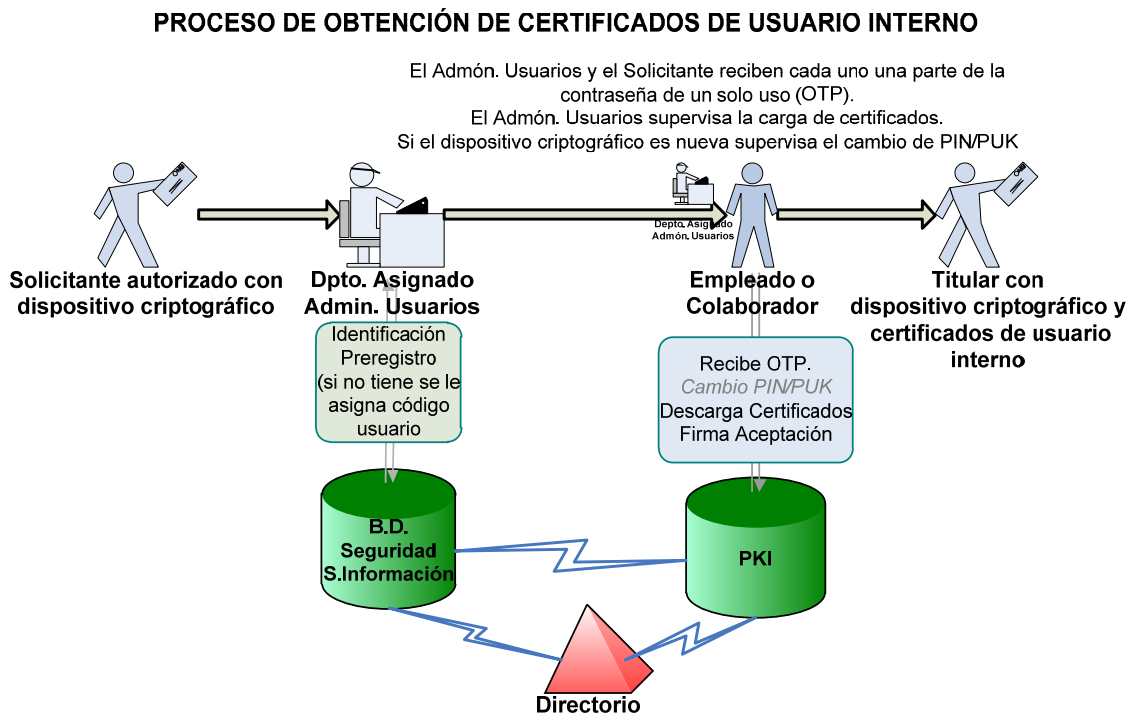 PROCESO DE OBTENCIÓN DE CERTIFICADOS DE USUARIO INTERNO
El Admón. Usuarios y el Solicitante reciben cada uno una parte de la
contraseña de un solo uso (OTP).
El Admón. Usuarios supervisa la carga de certificados.
Si el dispositivo criptográfico es nueva supervisa el cambio de PIN/PUK
Depto. Asignado
Admón. Usuarios
Solicitante autorizado con
dispositivo criptográfico
Dpto. Asignado
Admin. Usuarios
Empleado o
Colaborador
Titular con
dispositivo criptográfico y
certificados de usuario
interno
Identificación
Preregistro
(si no tiene se le
asigna código
usuario
Recibe OTP.
Cambio PIN/PUK
Descarga Certificados
Firma Aceptación
B.D.
Seguridad
S.Información
PKI
Directorio